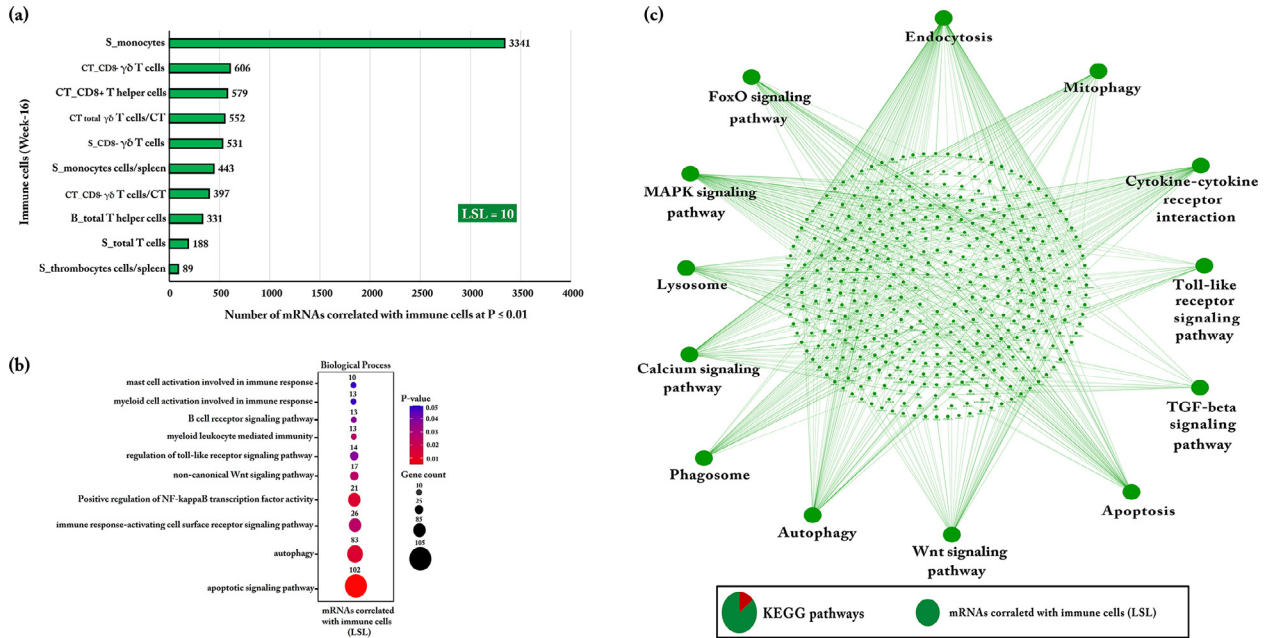 (a)
S_monocytes
3341
CT_CD8- γδ T cells
606
CT_CD8+ T helper cells
579
CT total γδ T cells/CT
552
S_CD8- γδ T cells
531
S_monocytes cells/spleen
443
CT_CD8- γδ T cells/CT
397
B_total T helper cells
331
S_total T cells
188
S_thrombocytes cells/spleen
89
Immune cells (Week-16)
LSL = 10
0 500 1000 1500 2000 2500 3000 3500 4000
Number of mRNAs correlated with immune cells at P ≤ 0.01
(b)
Biological Process
mast cell activation involved in immune response
10
myeloid cell activation involved in immune response
13
B cell receptor signaling pathway
13
myeloid leukocyte mediated immunity
13
regulation of toll-like receptor signaling pathway
14
non-canonical Wnt sigaling pathway
17
Positive regulation of NF-kappaB transcription factor activity
21
immune response-activating cell surface receptor signaling pathway
26
autophagy
83
apoptotic signaling pathway
102
mRNAs correlated
with immune cells
(LSL)
P-value
0.05
0.04
0.03
0.02
0.01
Gene count
10
25
85
105
(c)
Endocytosis
Mitophagy
FoxO signaling
pathway
Cytokine-cytokine
receptor
interaction
MAPK signaling
pathway
Lysosome
Toll-like
receptor
signaling
pathway
Calcium signaling
pathway
TGF-beta
signaling
pathway
Phagosome
Apoptosis
Autophagy
Wnt signaling
pathway
KEGG pathways
mRNAs corraleted with immune cells (LSL)